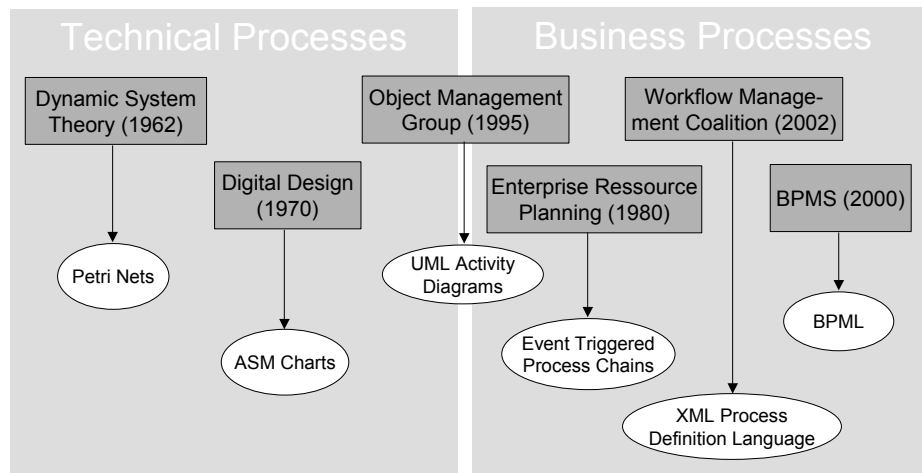 Technical Processes
Business Processes
Dynamic System
Theory (1962)
Object Management
Group (1995)
Workflow Manage-
ment Coalition (2002)
Digital Design
(1970)
Enterprise Ressource
Planning (1980)
BPMS (2000)
Petri Nets
UML Activity
Diagrams
BPML
ASM Charts
Event Triggered
Process Chains
XML Process
Definition Language